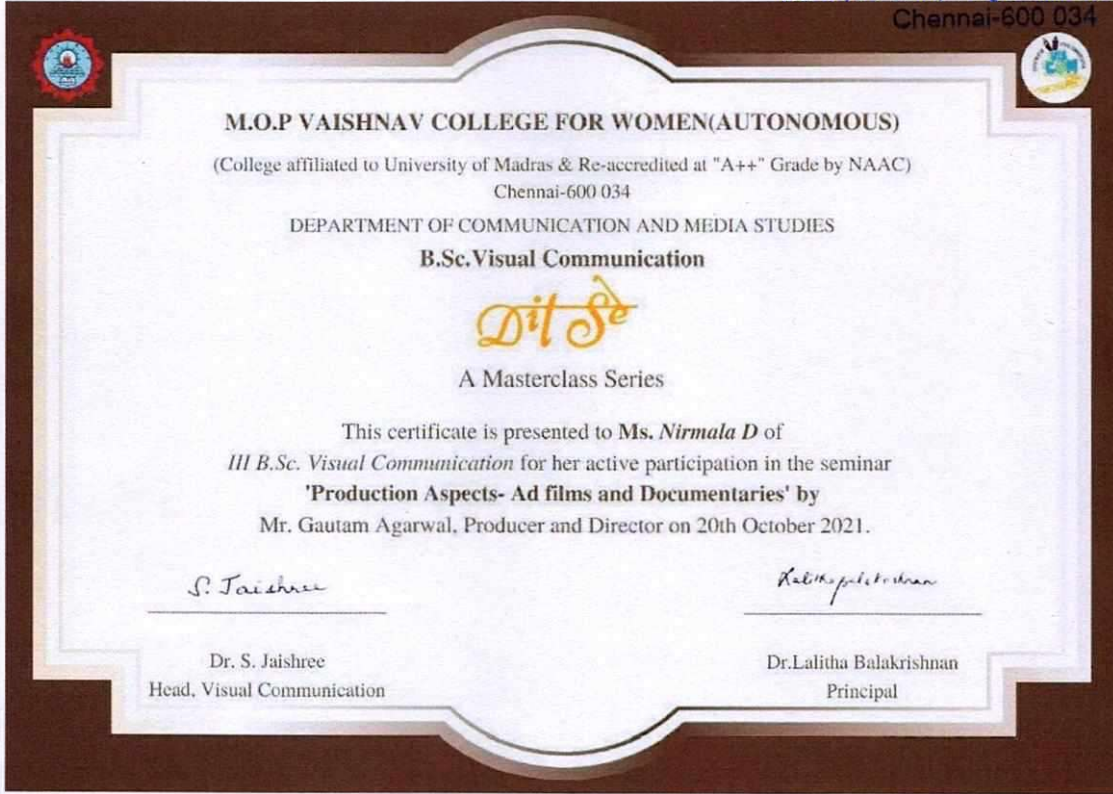 Chennai-600 034
M.O.P VAISHNAV COLLEGE FOR WOMEN(AUTONOMOUS)
(College affiliated to University of Madras & Re-accredited at "A++" Grade by NAAC)
Chennai-600 034
DEPARTMENT OF COMMUNICATION AND MEDIA STUDIES
B.Sc.Visual Communication
Dil Se
A Masterclass Series
This certificate is presented to Ms. Nirmala D of
III B.Sc. Visual Communication for her active participation in the seminar
'Production Aspects- Ad films and Documentaries' by
Mr. Gautam Agarwal, Producer and Director on 20th October 2021.
S. Jaishree
Lalithabalakrishnan
Dr. S. Jaishree
Head, Visual Communication
Dr.Lalitha Balakrishnan
Principal